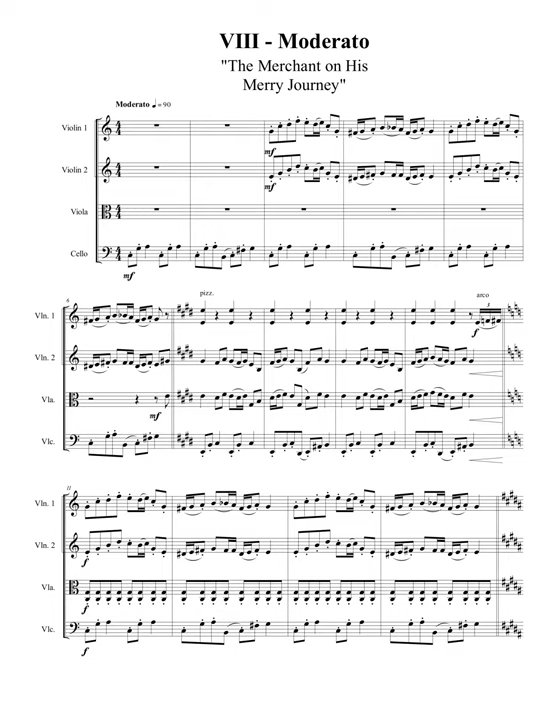 VIII - Moderato
"The Merchant on His
Merry Journey"
Moderato ♩ = 90
Violin 1
mf
Violin 2
mf
Viola
Cello
mf
6
pizz.
arco
Vln. 1
f
3
Vln. 2
Vla.
mf
Vlc.
11
Vln. 1
Vln. 2
f
Vla.
f
Vlc.
f